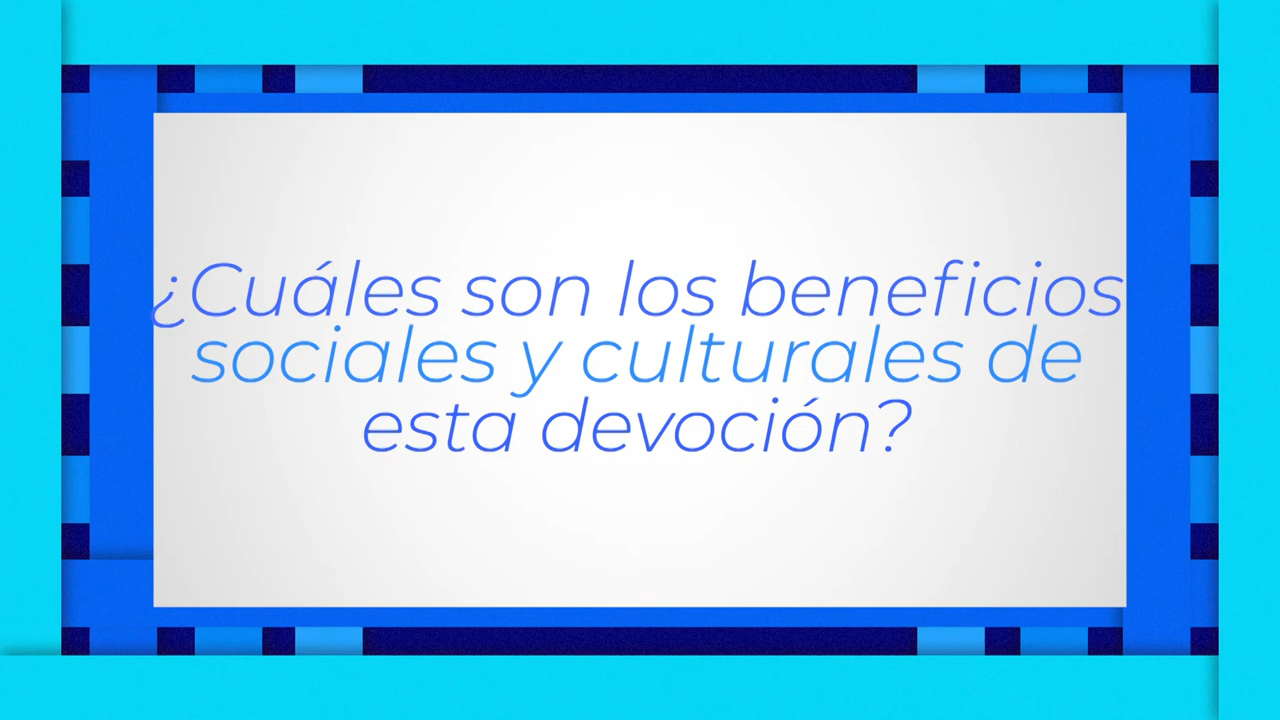 ¿Cuáles son los beneficios
sociales y culturales de
esta devoción?